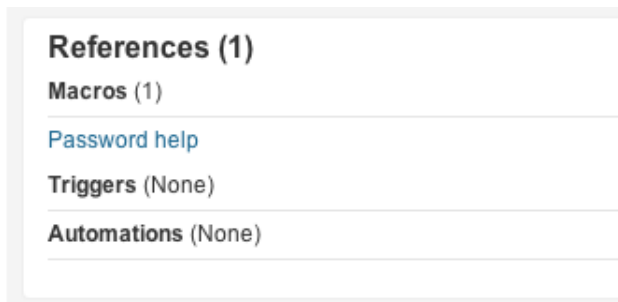 References (1)
Macros (1)
Password help
Triggers (None)
Automations (None)